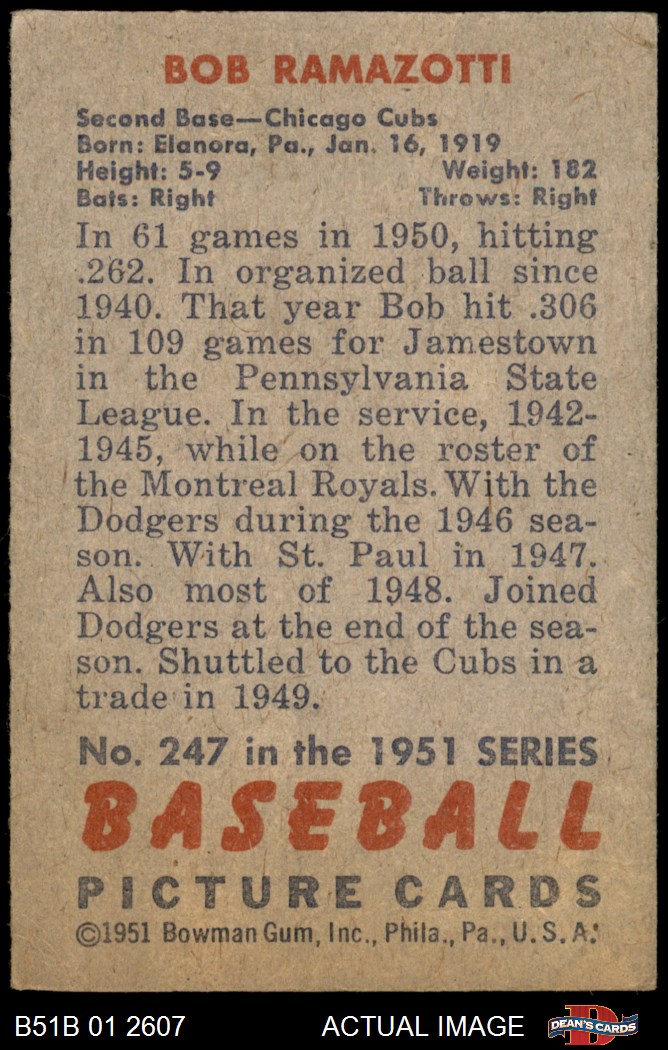 BOB RAMAZOTTI
Second Base—Chicago Cubs
Born: Elanora, Pa., Jan. 16, 1919
Height: 5-9 Weight: 182
Bats: Right Throws: Right
In 61 games in 1950, hitting
.262. In organized ball since
1940. That year Bob hit .306
in 109 games for Jamestown
in the Pennsylvania State
League. In the service, 1942-
1945, while on the roster of
the Montreal Royals. With the
Dodgers during the 1946 sea-
son. With St. Paul in 1947.
Also most of 1948. Joined
Dodgers at the end of the sea-
son. Shuttled to the Cubs in a
trade in 1949.
No. 247 in the 1951 SERIES
BASEBALL
PICTURE CARDS
©1951 Bowman Gum, Inc., Phila., Pa., U.S.A.
B51B 01 2607 ACTUAL IMAGE DEAN'S CARDS